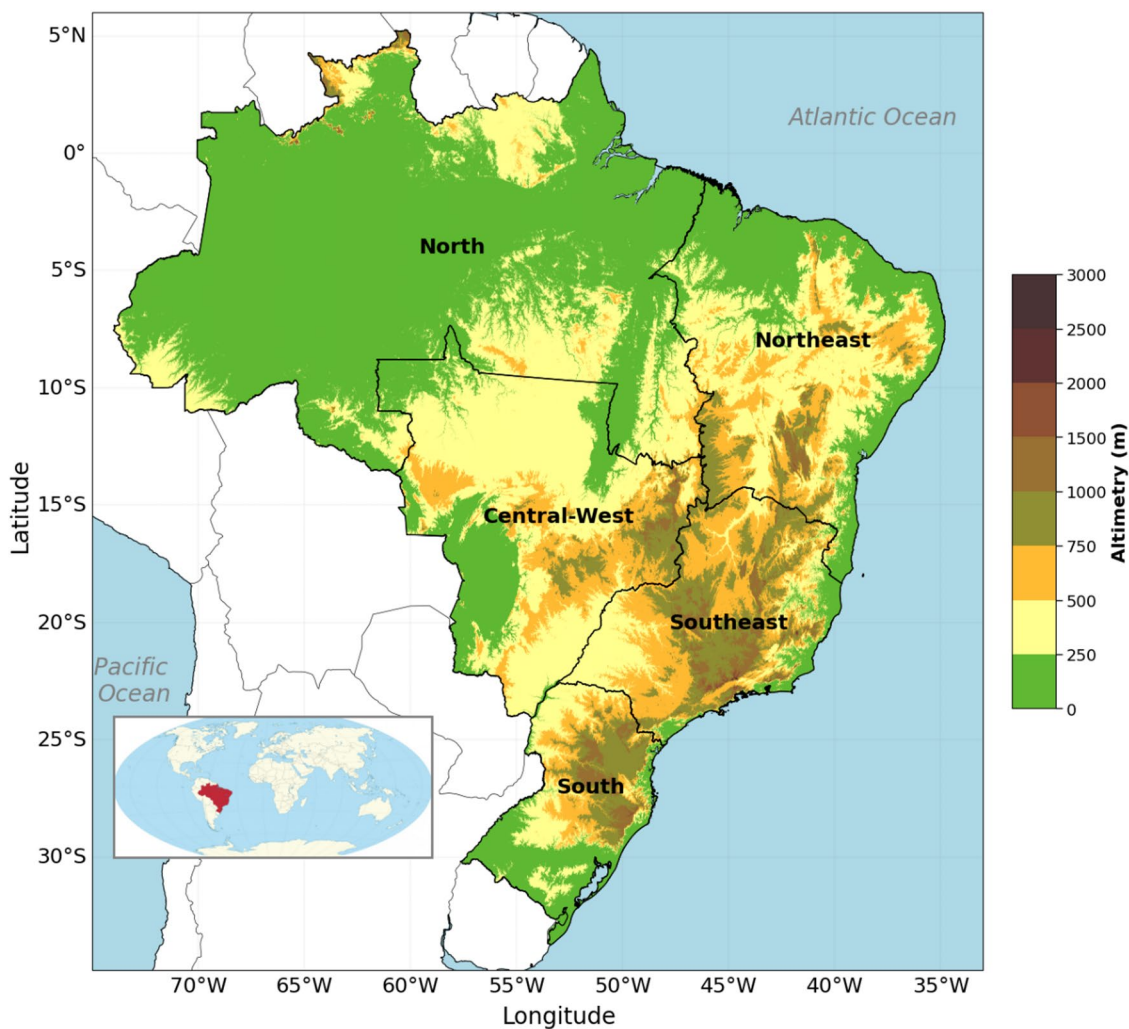 5°N
0°
5°S
10°S
15°S
20°S
25°S
30°S
Latitude
Atlantic Ocean
North
Northeast
Central-West
Southeast
South
Pacific
Ocean
70°W 65°W 60°W 55°W 50°W 45°W 40°W 35°W
Longitude
3000
2500
2000
1500
1000
750
500
250
0
Altimetry (m)